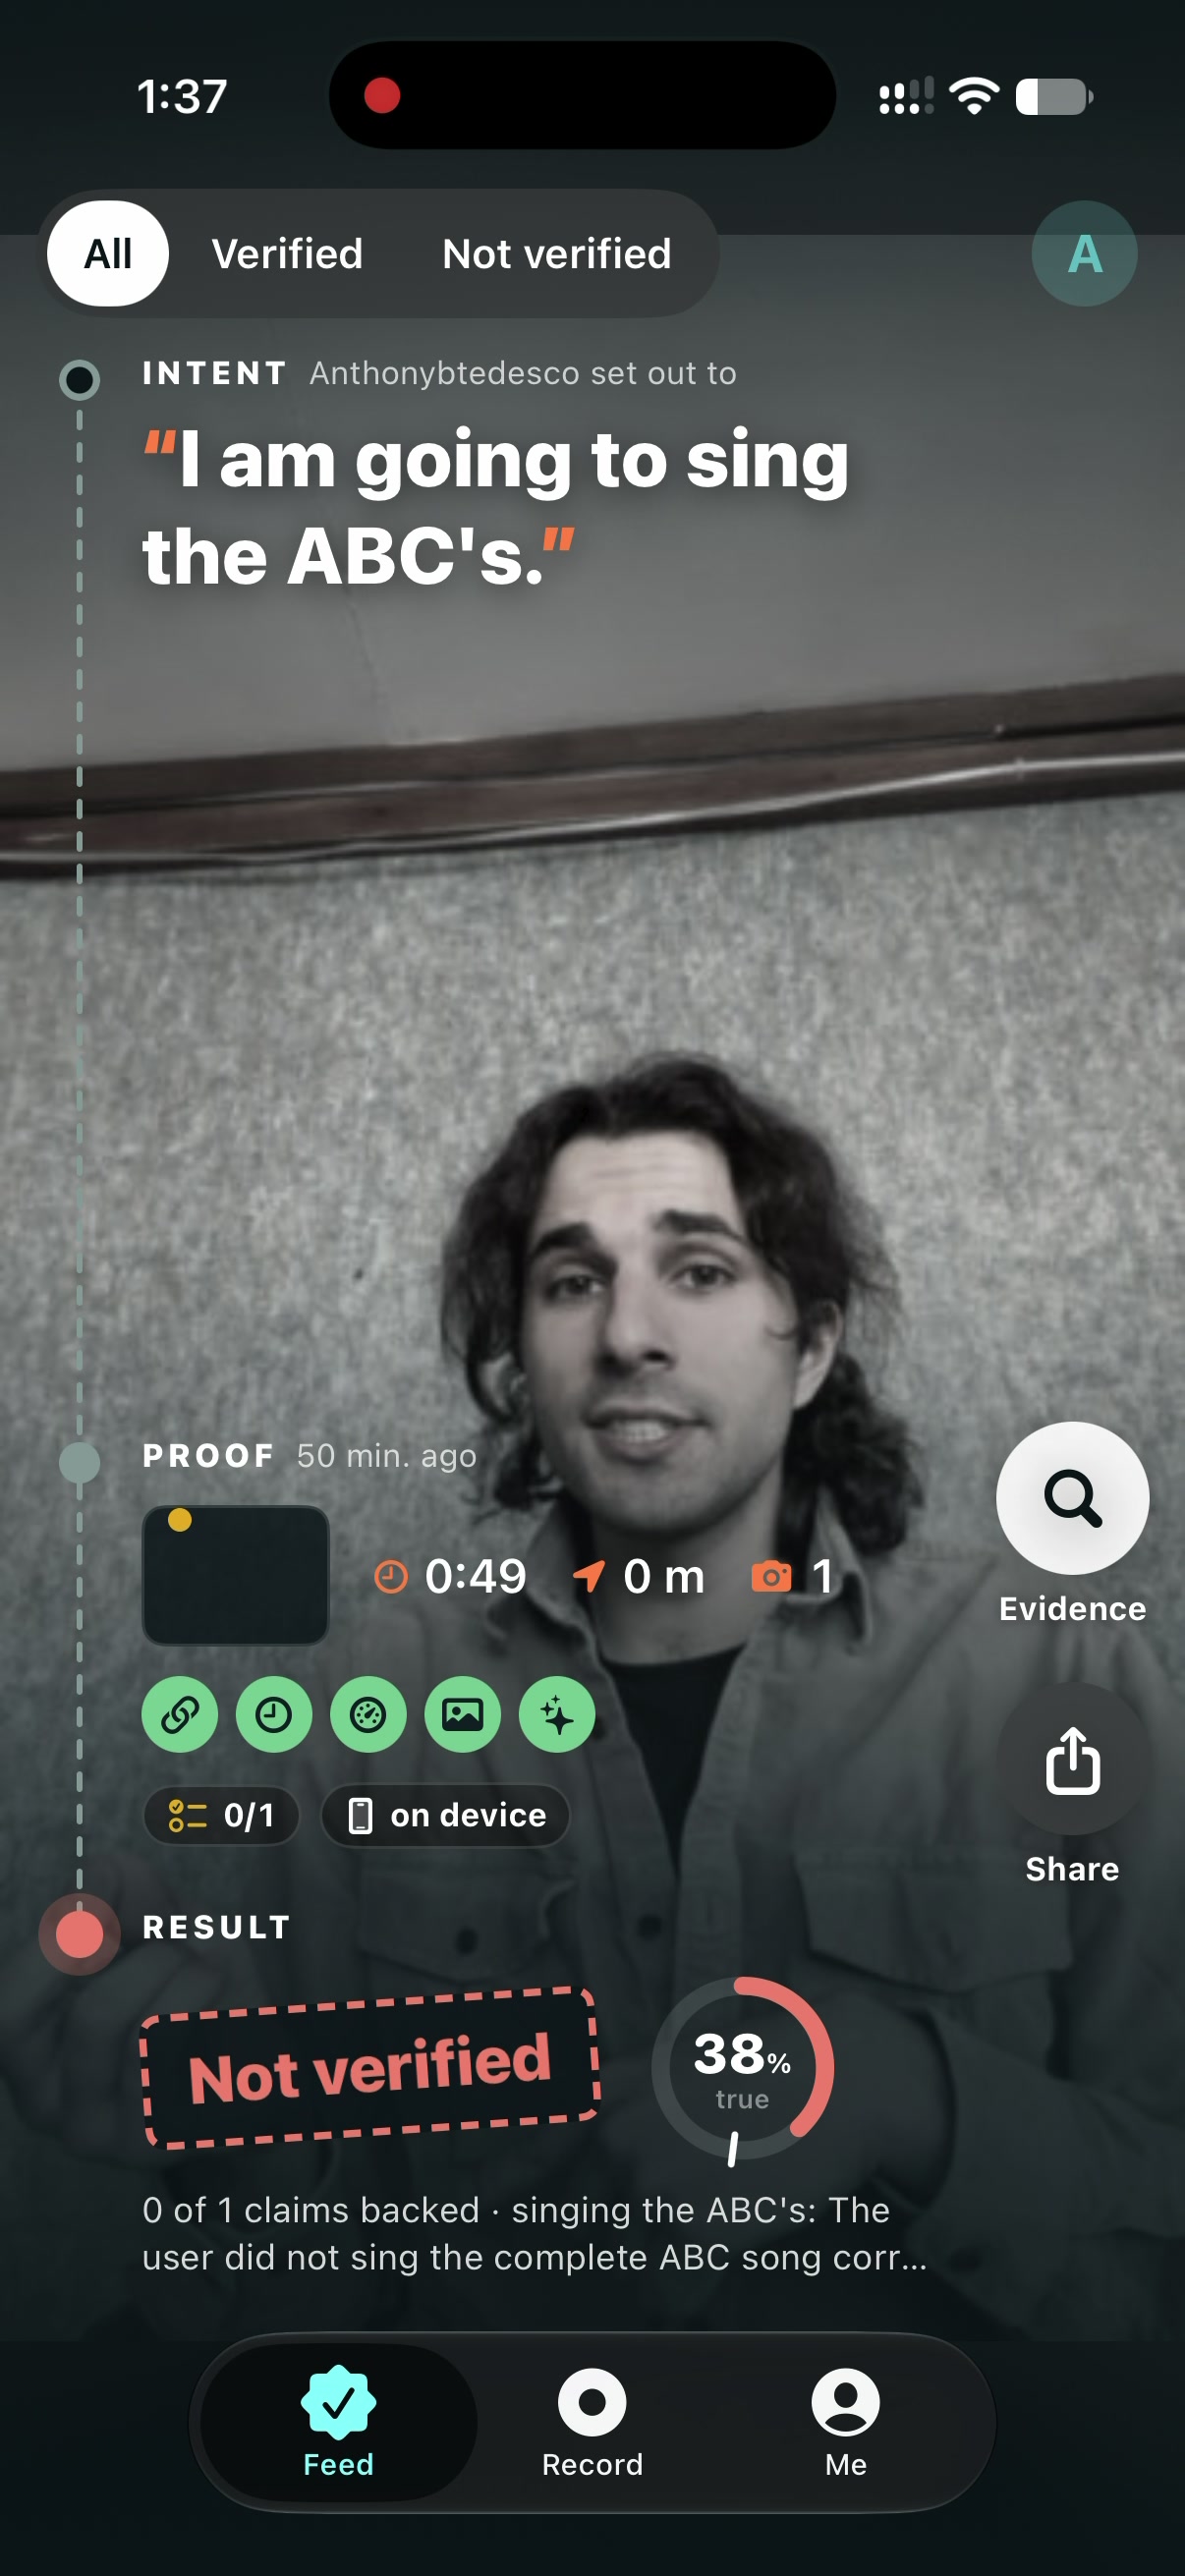 1:37
All Verified Not verified A
INTENT Anthonybtedesco set out to
“I am going to sing
the ABC's.”
PROOF 50 min. ago
0:49 0 m 1
Evidence
0/1 on device
Share
RESULT
Not verified 38% true
0 of 1 claims backed · singing the ABC's: The
user did not sing the complete ABC song corr...
Feed Record Me